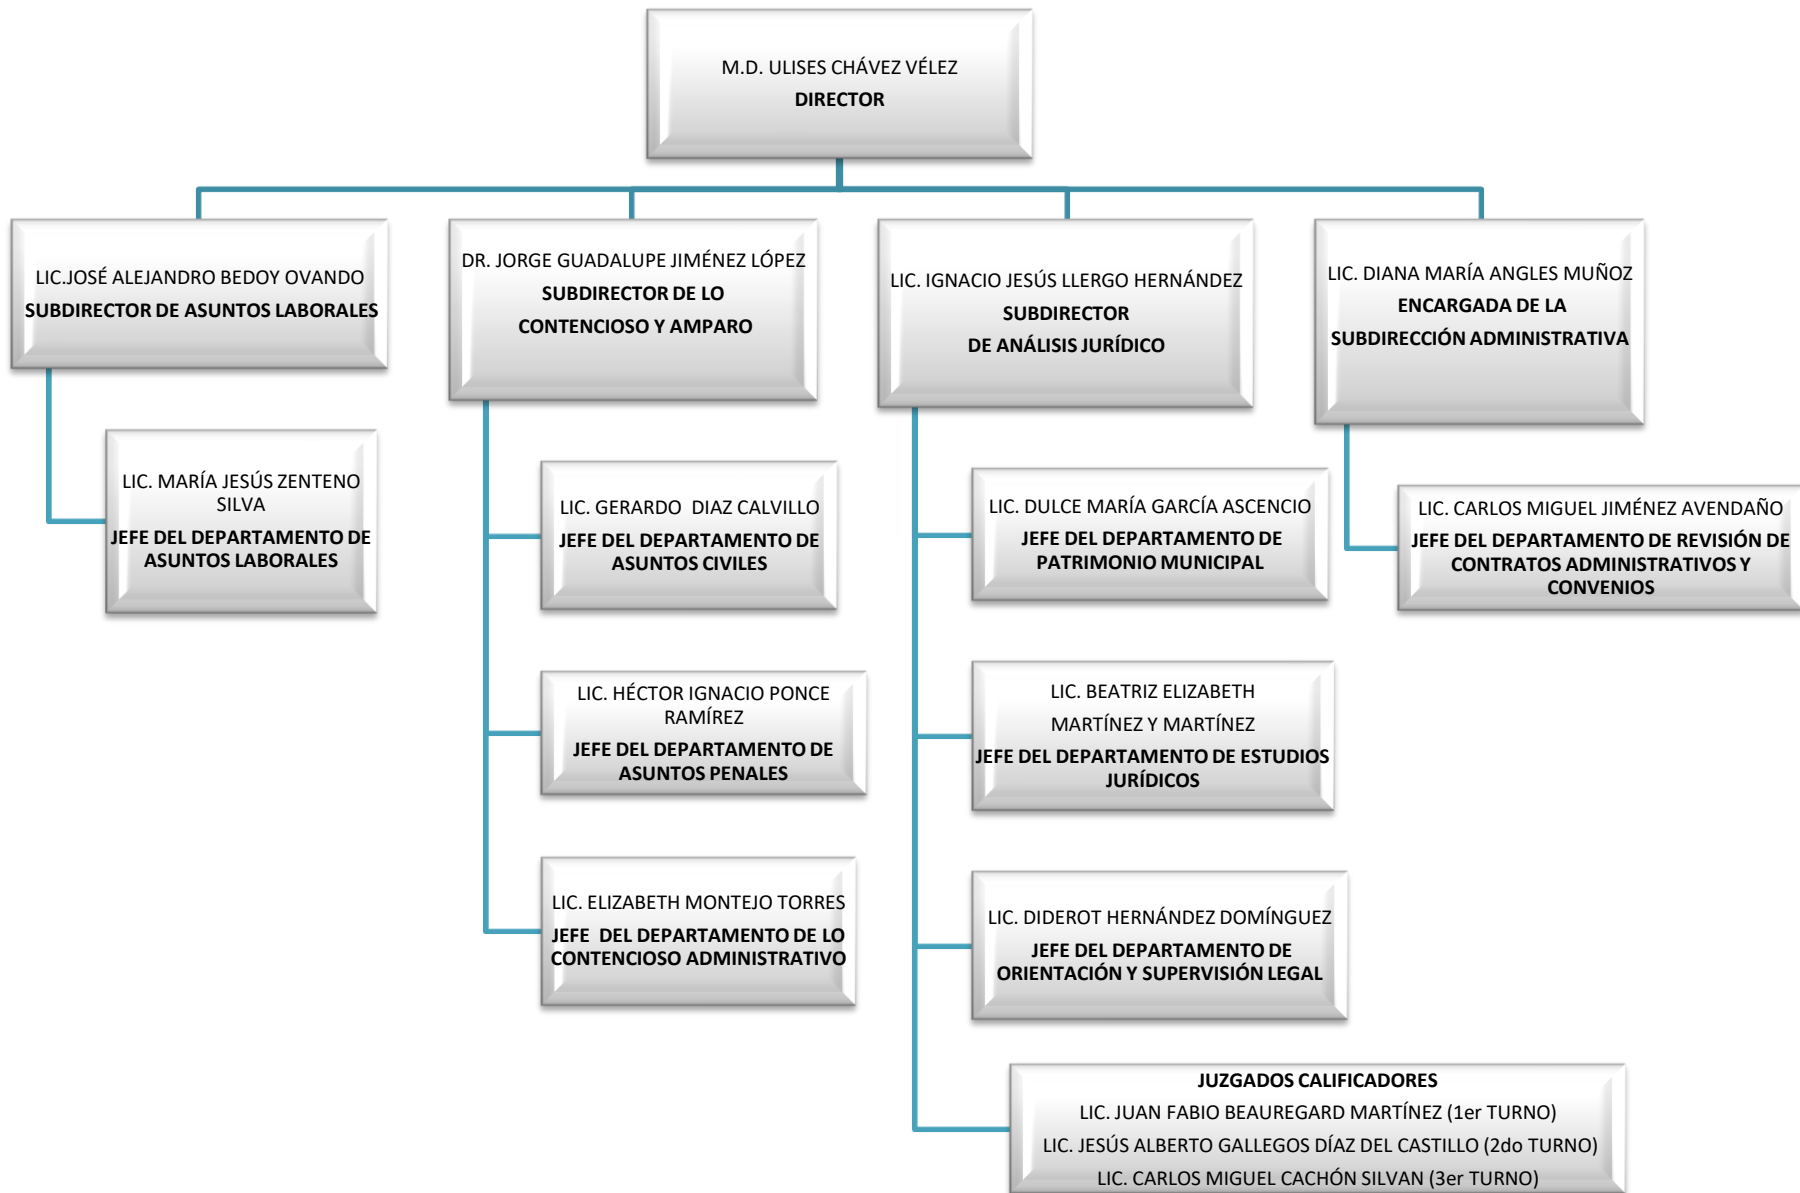 M.D. ULISES CHÁVEZ VÉLEZ
DIRECTOR
LIC.JOSÉ ALEJANDRO BEDOY OVANDO
SUBDIRECTOR DE ASUNTOS LABORALES
LIC. MARÍA JESÚS ZENTENO
SILVA
JEFE DEL DEPARTAMENTO DE
ASUNTOS LABORALES
DR. JORGE GUADALUPE JIMÉNEZ LÓPEZ
SUBDIRECTOR DE LO
CONTENCIOSO Y AMPARO
LIC. GERARDO  DIAZ CALVILLO
JEFE DEL DEPARTAMENTO DE
ASUNTOS CIVILES
LIC. HÉCTOR IGNACIO PONCE
RAMÍREZ
JEFE DEL DEPARTAMENTO DE
ASUNTOS PENALES
LIC. ELIZABETH MONTEJO TORRES
JEFE  DEL DEPARTAMENTO DE LO
CONTENCIOSO ADMINISTRATIVO
LIC. IGNACIO JESÚS LLERGO HERNÁNDEZ
SUBDIRECTOR
DE ANÁLISIS JURÍDICO
LIC. DULCE MARÍA GARCÍA ASCENCIO
JEFE DEL DEPARTAMENTO DE
PATRIMONIO MUNICIPAL
LIC. BEATRIZ ELIZABETH
MARTÍNEZ Y MARTÍNEZ
JEFE DEL DEPARTAMENTO DE ESTUDIOS
JURÍDICOS
LIC. DIDEROT HERNÁNDEZ DOMÍNGUEZ
JEFE DEL DEPARTAMENTO DE
ORIENTACIÓN Y SUPERVISIÓN LEGAL
JUZGADOS CALIFICADORES
LIC. JUAN FABIO BEAUREGARD MARTÍNEZ (1er TURNO)
LIC. JESÚS ALBERTO GALLEGOS DÍAZ DEL CASTILLO (2do TURNO)
LIC. CARLOS MIGUEL CACHÓN SILVAN (3er TURNO)
LIC. DIANA MARÍA ANGLES MUÑOZ
ENCARGADA DE LA
SUBDIRECCIÓN ADMINISTRATIVA
LIC. CARLOS MIGUEL JIMÉNEZ AVENDAÑO
JEFE DEL DEPARTAMENTO DE REVISIÓN DE
CONTRATOS ADMINISTRATIVOS Y
CONVENIOS